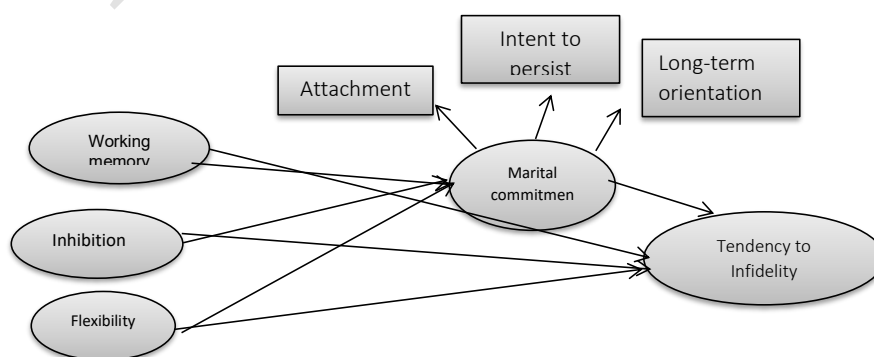 Intent to
persist
Long-term
orientation
Attachment
Working
memory
Marital
commitmen
Inhibition
Tendency to
Infidelity
Flexibility